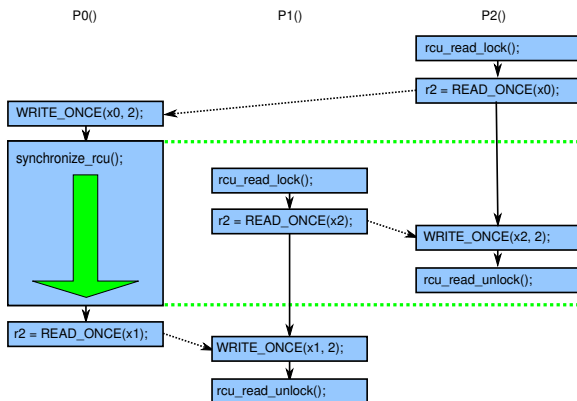 P0()
P1()
P2()
rcu_read_lock();
r2 = READ_ONCE(x0);
WRITE_ONCE(x0, 2);
synchronize_rcu();
rcu_read_lock();
r2 = READ_ONCE(x2);
WRITE_ONCE(x2, 2);
rcu_read_unlock();
r2 = READ_ONCE(x1);
WRITE_ONCE(x1, 2);
rcu_read_unlock();